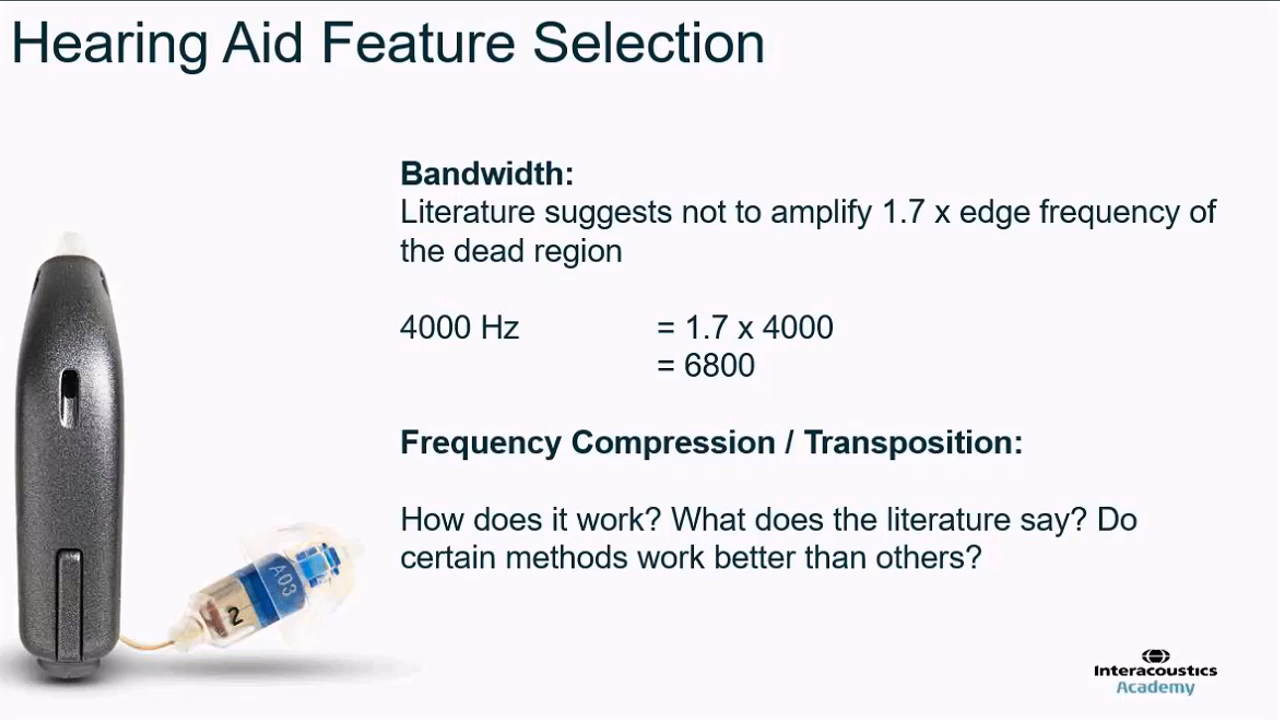 Hearing Aid Feature Selection
Bandwidth:
Literature suggests not to amplify 1.7 x edge frequency of
the dead region
4000 Hz = 1.7 x 4000
= 6800
Frequency Compression / Transposition:
How does it work? What does the literature say? Do
certain methods work better than others?
A03
2
Interacoustics
Academy